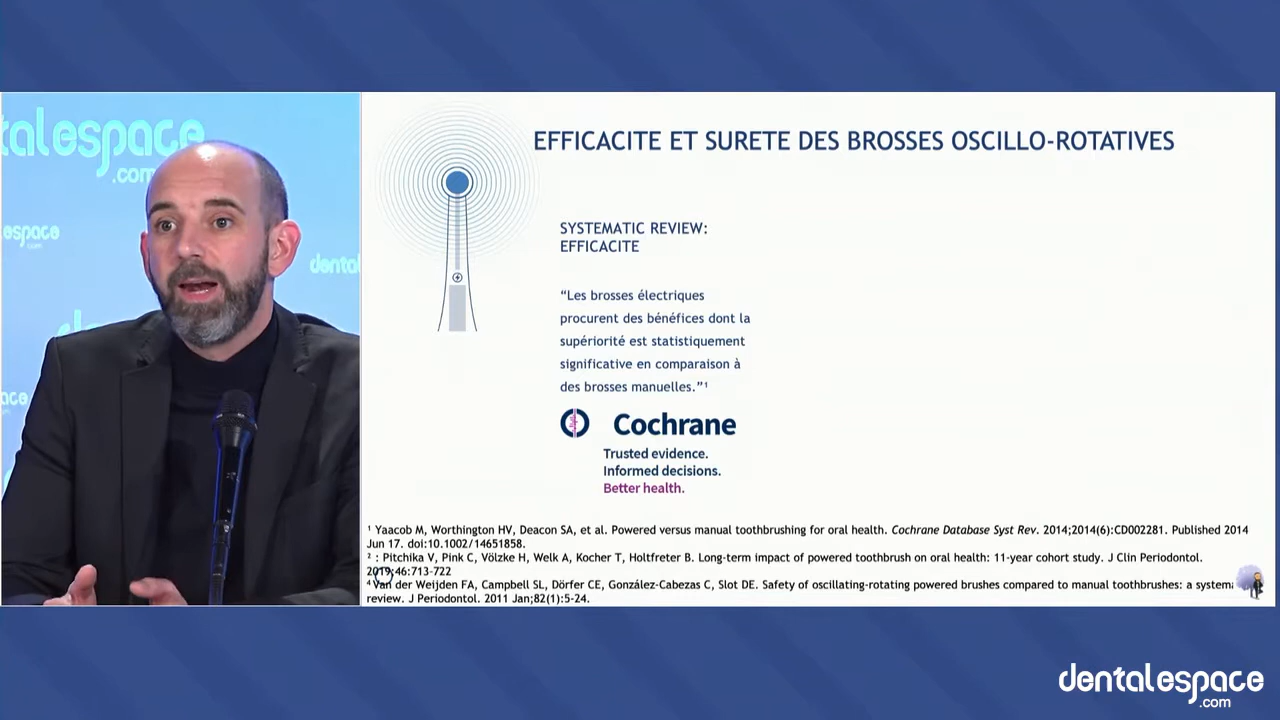 talespace
.com
espace
.com
dental
d
ace
EFFICACITE ET SURETE DES BROSSES OSCILLO-ROTATIVES
SYSTEMATIC REVIEW:
EFFICACITE
“Les brosses électriques
procurent des bénéfices dont la
supériorité est statistiquement
significative en comparaison à
des brosses manuelles.”¹
Cochrane
Trusted evidence.
Informed decisions.
Better health.
¹ Yaacob M, Worthington HV, Deacon SA, et al. Powered versus manual toothbrushing for oral health. Cochrane Database Syst Rev. 2014;2014(6):CD002281. Published 2014
Jun 17. doi:10.1002/14651858.
² : Pitchika V, Pink C, Völzke H, Welk A, Kocher T, Holtfreter B. Long-term impact of powered toothbrush on oral health: 11-year cohort study. J Clin Periodontol.
2019;46:713-722
⁴ Van der Weijden FA, Campbell SL, Dörfer CE, González-Cabezas C, Slot DE. Safety of oscillating-rotating powered brushes compared to manual toothbrushes: a systema
review. J Periodontol. 2011 Jan;82(1):5-24.
dentalespace
.com